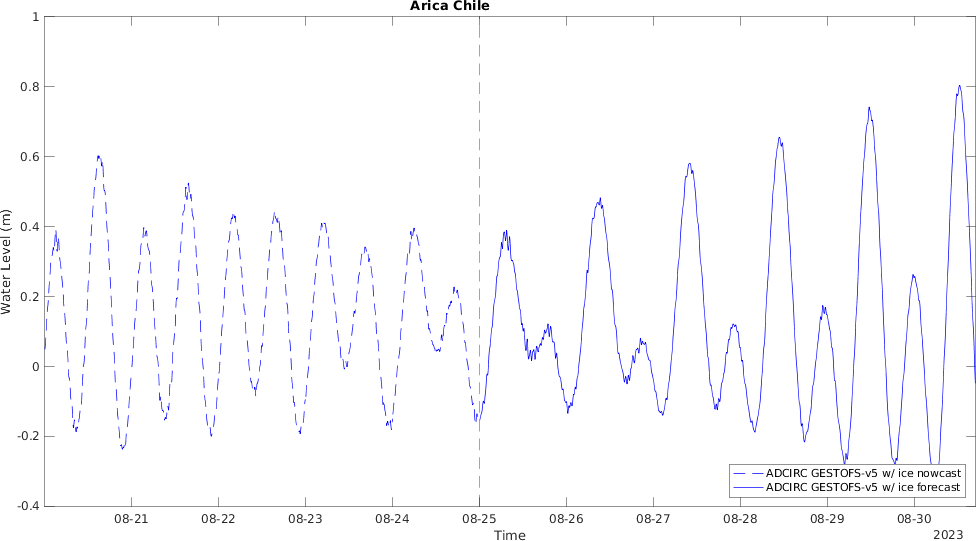 Arica Chile
1
0.8
0.6
0.4
0.2
0
-0.2
-0.4
Water Level (m)
ADCIRC GESTOFS-v5 w/ ice nowcast
ADCIRC GESTOFS-v5 w/ ice forecast
08-21 08-22 08-23 08-24 08-25 08-26 08-27 08-28 08-29 08-30
Time
2023